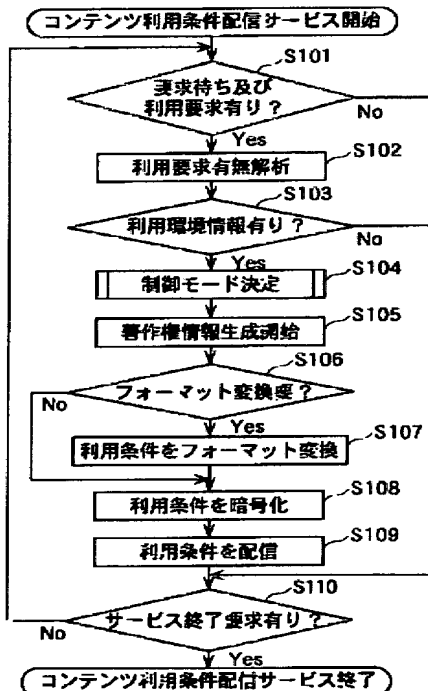 コンテンツ利用条件配信サービス開始
S101
要求待ち及び
利用要求有り？
No
Yes
S102
利用要求有無解析
S103
利用環境情報有り？
No
Yes
S104
制御モード決定
S105
著作権情報生成開始
S106
フォーマット変換要？
No
Yes
S107
利用条件をフォーマット変換
S108
利用条件を暗号化
S109
利用条件を配信
S110
サービス終了要求有り？
No
Yes
コンテンツ利用条件配信サービス終了